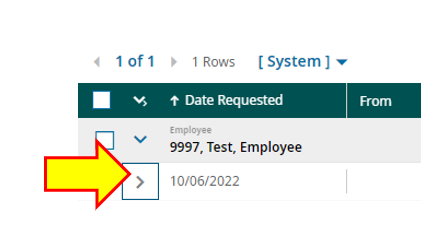 1 of 1 1 Rows [ System ]
Date Requested From
Employee
9997, Test, Employee
10/06/2022